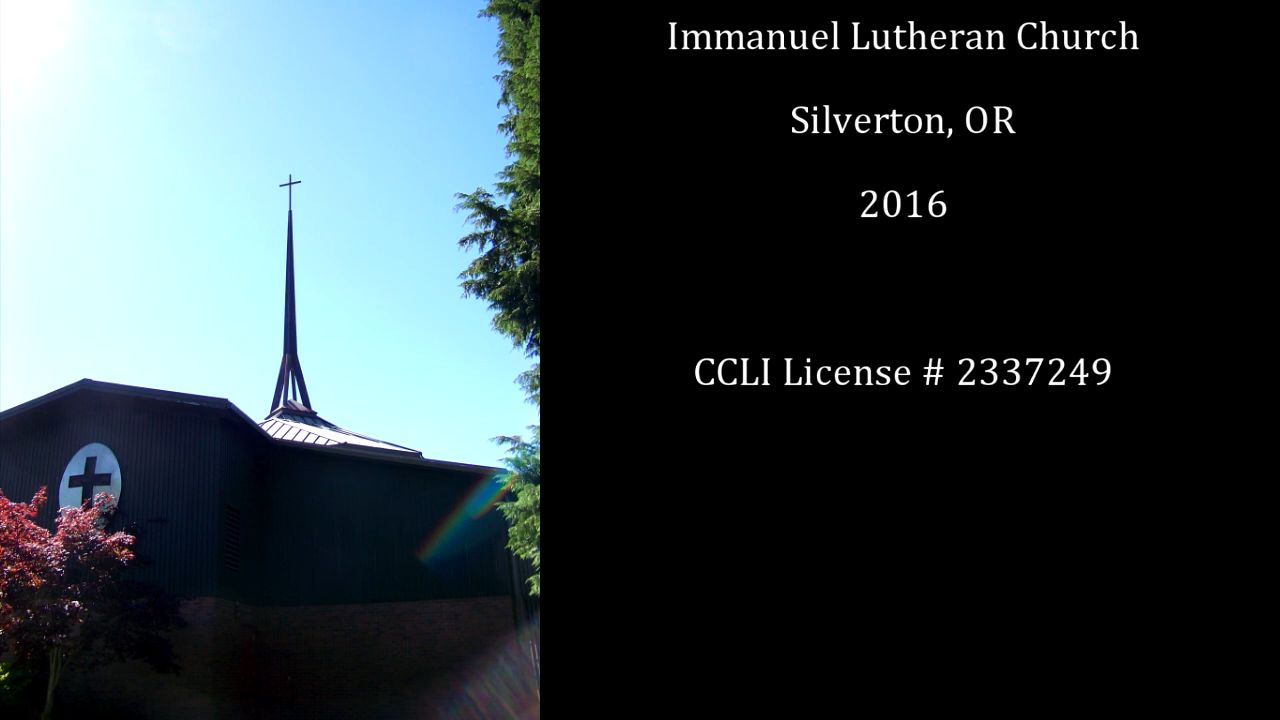 Immanuel Lutheran Church
Silverton, OR
2016
CCLI License # 2337249